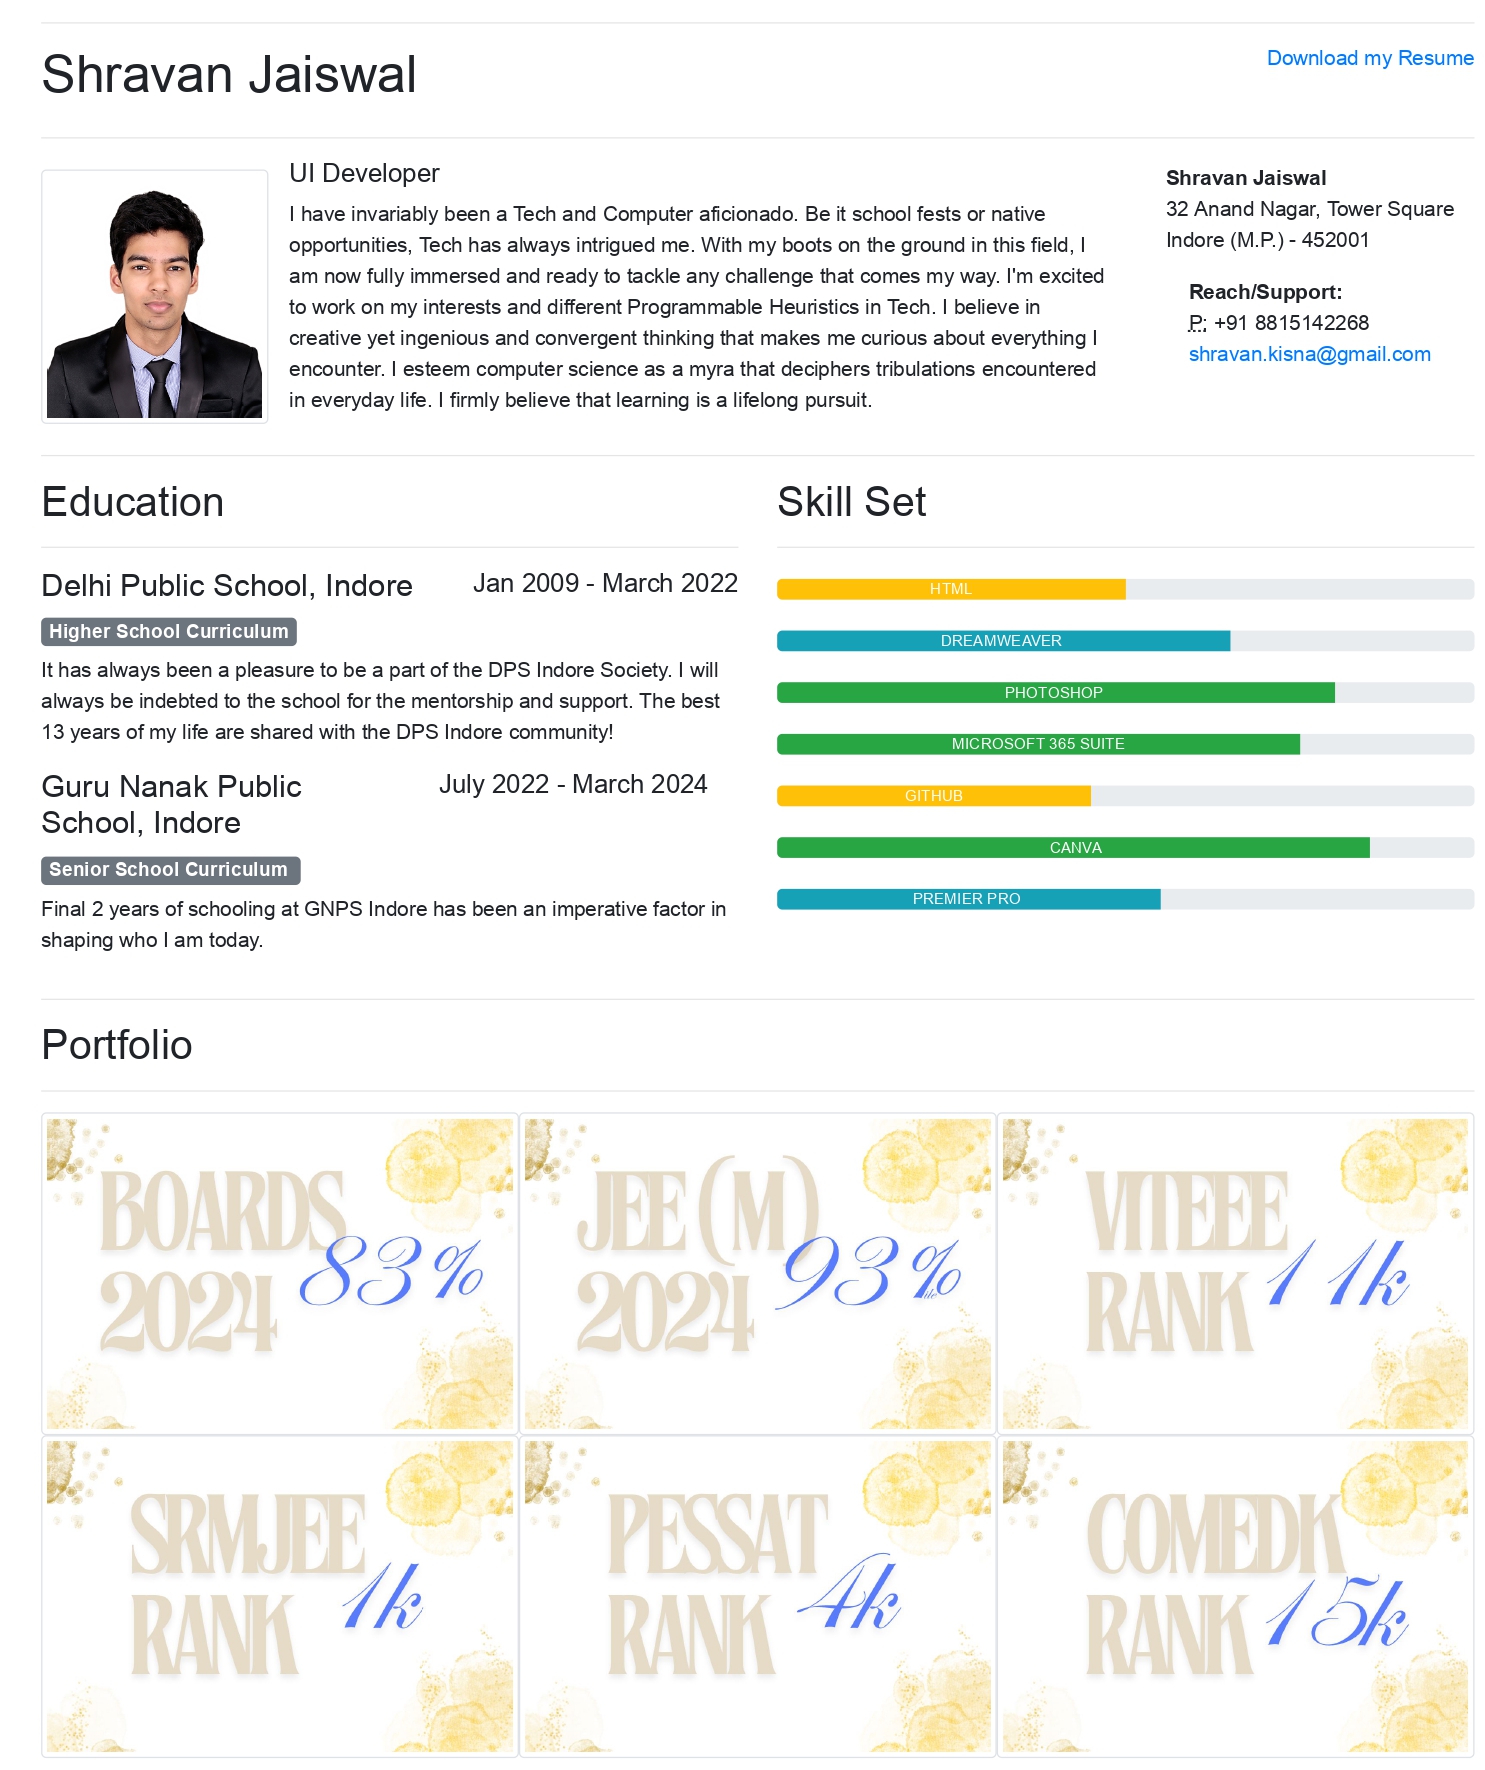 Shravan Jaiswal
Download my Resume
UI Developer
I have invariably been a Tech and Computer aficionado. Be it school fests or native
opportunities, Tech has always intrigued me. With my boots on the ground in this field, I
am now fully immersed and ready to tackle any challenge that comes my way. I'm excited
to work on my interests and different Programmable Heuristics in Tech. I believe in
creative yet ingenious and convergent thinking that makes me curious about everything I
encounter. I esteem computer science as a myra that deciphers tribulations encountered
in everyday life. I firmly believe that learning is a lifelong pursuit.
Shravan Jaiswal
32 Anand Nagar, Tower Square
Indore (M.P.) - 452001
Reach/Support:
P: +91 8815142268
shravan.kisna@gmail.com
Education
Delhi Public School, Indore
Jan 2009 - March 2022
Higher School Curriculum
It has always been a pleasure to be a part of the DPS Indore Society. I will
always be indebted to the school for the mentorship and support. The best
13 years of my life are shared with the DPS Indore community!
Guru Nanak Public
School, Indore
July 2022 - March 2024
Senior School Curriculum
Final 2 years of schooling at GNPS Indore has been an imperative factor in
shaping who I am today.
Skill Set
HTML
DREAMWEAVER
PHOTOSHOP
MICROSOFT 365 SUITE
GITHUB
CANVA
PREMIER PRO
Portfolio
BOARDS
2024
83%
JEE (M)
2024
93%
ile
VITEEE
RANK
11k
SRMJEE
RANK
1k
PESSAT
RANK
4k
COMEDK
RANK
15k